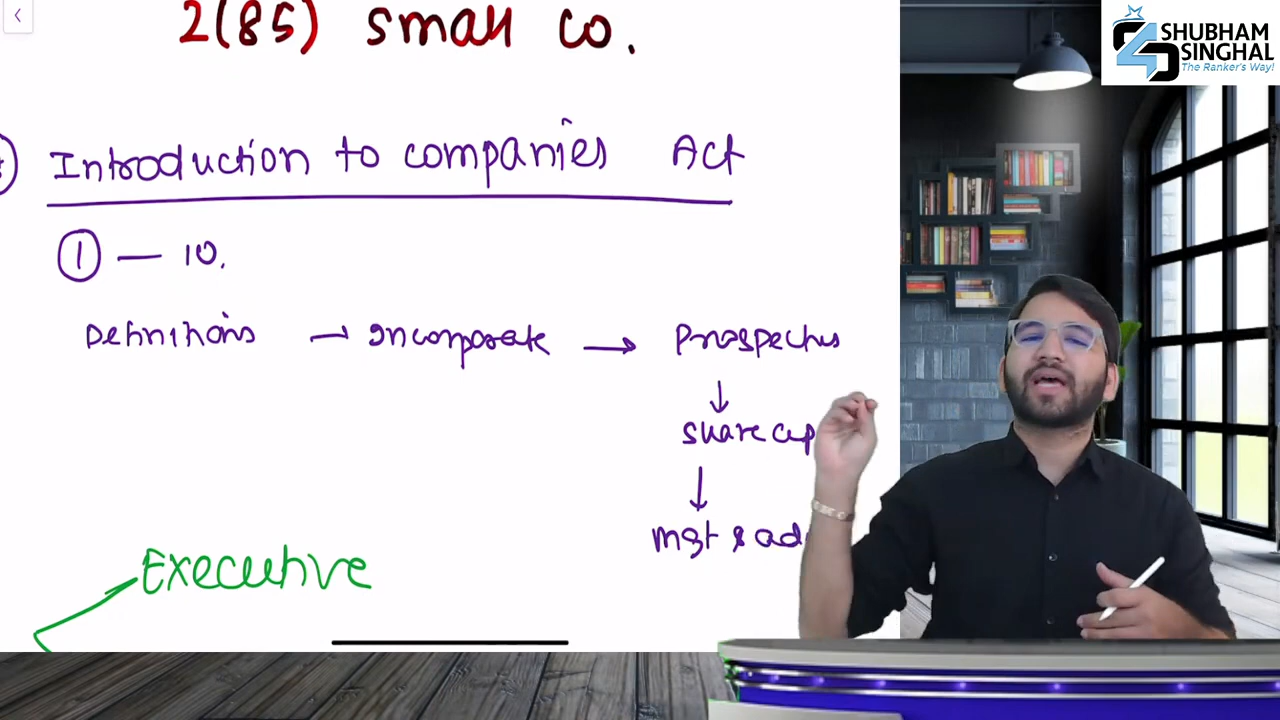 2(85) small co.
SHUBHAM
SINGHAL
The Ranker's Way!
Introduction to companies Act
① — 10.
Definitions → Incorporate → Prospectus
↓
share cap
↓
mgt & ad
Executive